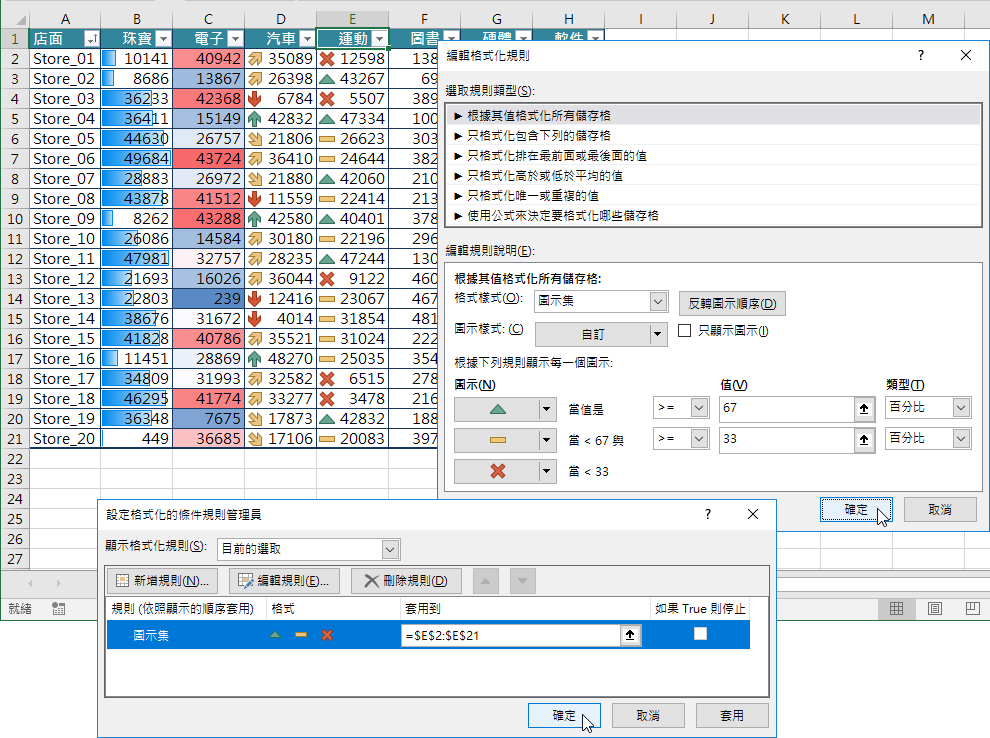 A B C D E F G H I J K L M
1 店面 珠寶 電子 汽車 運動 圖書 硬體 軟件
2 Store_01 10141 40942 35089 12598 138
3 Store_02 8686 13867 26398 43267 69
4 Store_03 36233 42368 6784 5507 389
5 Store_04 36411 15149 42832 47334 100
6 Store_05 44630 26757 21806 26623 303
7 Store_06 49684 43724 36410 24644 382
8 Store_07 28883 26972 21880 42060 210
9 Store_08 43878 41512 11559 22414 213
10 Store_09 8262 43288 42580 40401 378
11 Store_10 26086 14584 30180 22196 296
12 Store_11 47981 32757 28235 47244 130
13 Store_12 21693 16026 36044 9122 460
14 Store_13 22803 239 12416 23067 467
15 Store_14 38676 31672 4014 31854 481
16 Store_15 41828 40786 35521 31024 222
17 Store_16 11451 28869 48270 25035 354
18 Store_17 34809 31993 32582 6515 278
19 Store_18 46295 41774 33277 3478 216
20 Store_19 36348 7675 17873 42832 188
21 Store_20 449 36685 17106 20083 397
22
23
24
25
26
27
就緒
編輯格式化規則 ? ×
選取規則類型(S):
► 根據其值格式化所有儲存格
► 只格式化包含下列的儲存格
► 只格式化排在最前面或最後面的值
► 只格式化高於或低於平均的值
► 只格式化唯一或重複的值
► 使用公式來決定要格式化哪些儲存格
編輯規則說明(E):
根據其值格式化所有儲存格:
格式樣式(O): 圖示集 反轉圖示順序(D)
圖示樣式: (C) 自訂 只顯示圖示(I)
根據下列規則顯示每一個圖示:
圖示(N) 值(V) 類型(T)
當值是 >= 67 百分比
當 < 67 與 >= 33 百分比
當 < 33
確定 取消
設定格式化的條件規則管理員 ? ×
顯示格式化規則(S): 目前的選取
新增規則(N)... 編輯規則(E)... 刪除規則(D)
規則 (依照顯示的順序套用) 格式 套用到 如果 True 則停止
圖示集 =$E$2:$E$21
確定 取消 套用